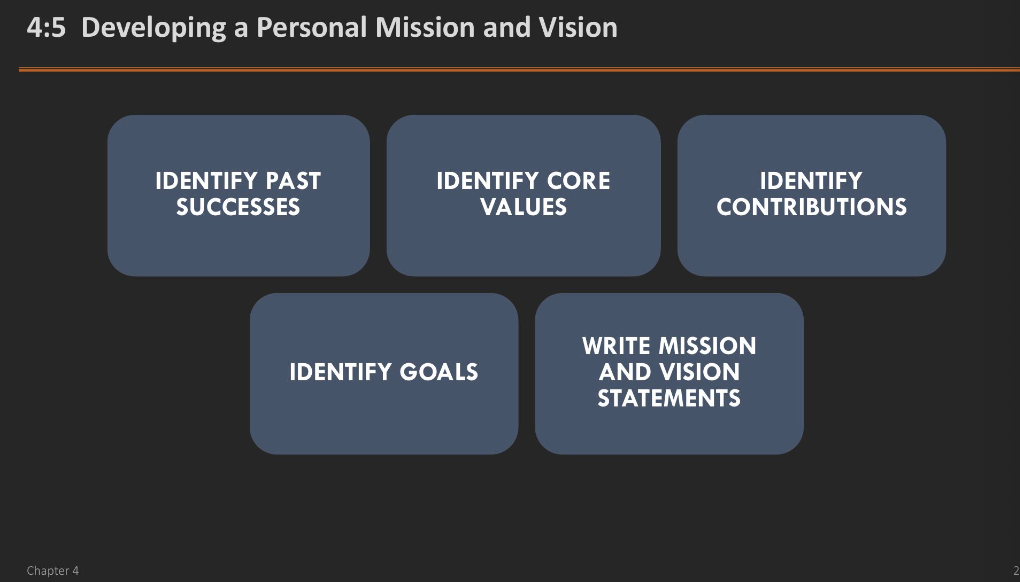 4:5 Developing a Personal Mission and Vision
IDENTIFY PAST
SUCCESSES
IDENTIFY CORE
VALUES
IDENTIFY
CONTRIBUTIONS
IDENTIFY GOALS
WRITE MISSION
AND VISION
STATEMENTS
Chapter 4
2